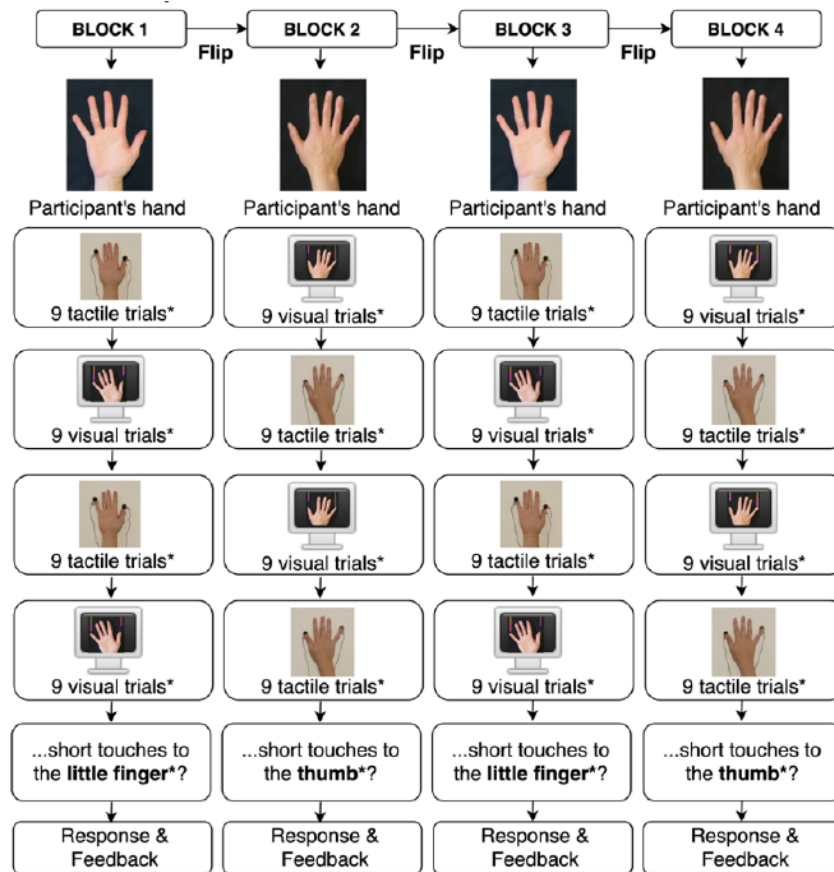 BLOCK 1 BLOCK 2 BLOCK 3 BLOCK 4
Flip Flip Flip
Participant's hand Participant's hand Participant's hand Participant's hand
9 tactile trials* 9 visual trials* 9 tactile trials* 9 visual trials*
9 visual trials* 9 tactile trials* 9 visual trials* 9 tactile trials*
9 tactile trials* 9 visual trials* 9 tactile trials* 9 visual trials*
9 visual trials* 9 tactile trials* 9 visual trials* 9 tactile trials*
...short touches to ...short touches to ...short touches to ...short touches to
the little finger*? the thumb*? the little finger*? the thumb*?
Response & Response & Response & Response &
Feedback Feedback Feedback Feedback